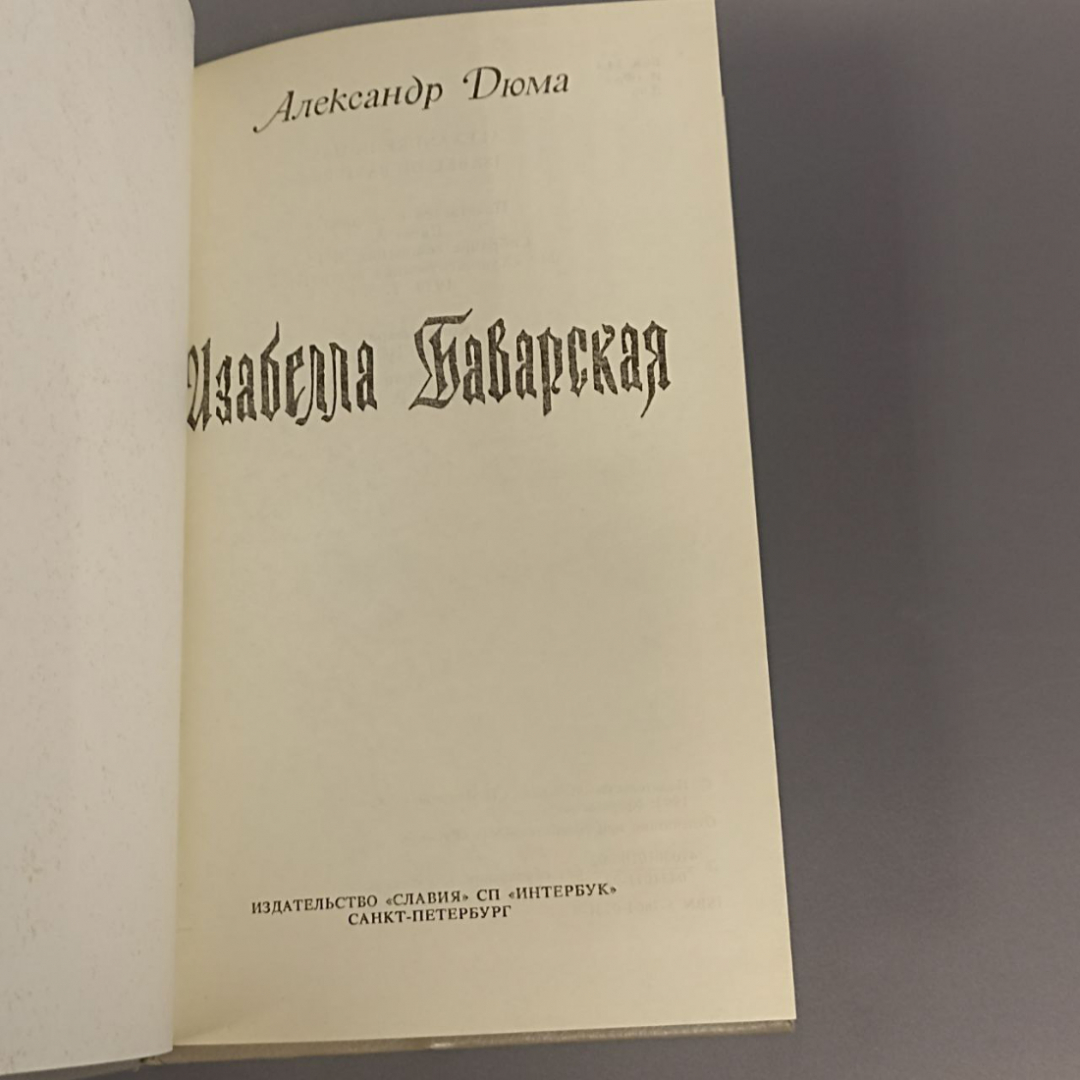 Александр Дюма
Изабелла Баварская
ИЗДАТЕЛЬСТВО «СЛАВИЯ» СП «ИНТЕРБУК»
САНКТ-ПЕТЕРБУРГ